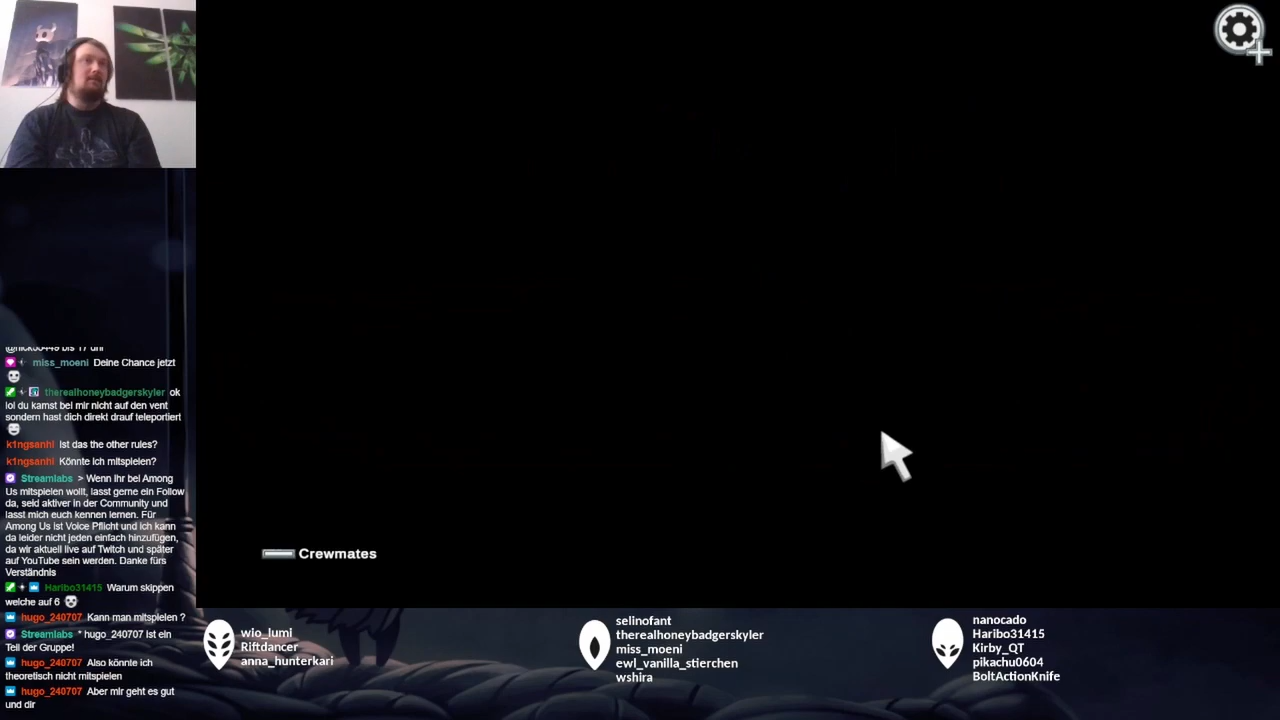 miss_moeni Deine Chance jetzt
therealhoneybadgerskyler ok
lol du kamst bei mir nicht auf den vent
sondern hast dich direkt drauf teleportiert
k1ngsanhi Ist das the other rules?
k1ngsanhi Könnte ich mitspielen?
Streamlabs > Wenn ihr bei Among
Us mitspielen wollt, lasst gerne ein Follow
da, seid aktiver in der Community und
lasst mich euch kennen lernen. Für
Among Us ist Voice Pflicht und ich kann
da leider nicht jeden einfach hinzufügen,
da wir aktuell live auf Twitch und später
auf YouTube sein werden. Danke fürs
Verständnis
Haribo31415 Warum skippen
welche auf 6
hugo_240707 Kann man mitspielen ?
Streamlabs * hugo_240707 Ist ein
Teil der Gruppe!
hugo_240707 Also könnte ich
theoretisch nicht mitspielen
hugo_240707 Aber mir geht es gut
und dir
Crewmates
wio_lumi
Riftdancer
anna_hunterkari
selinofant
therealhoneybadgerskyler
miss_moeni
ewl_vanilla_stierchen
wshira
nanocado
Haribo31415
Kirby_QT
pikachu0604
BoltActionKnife